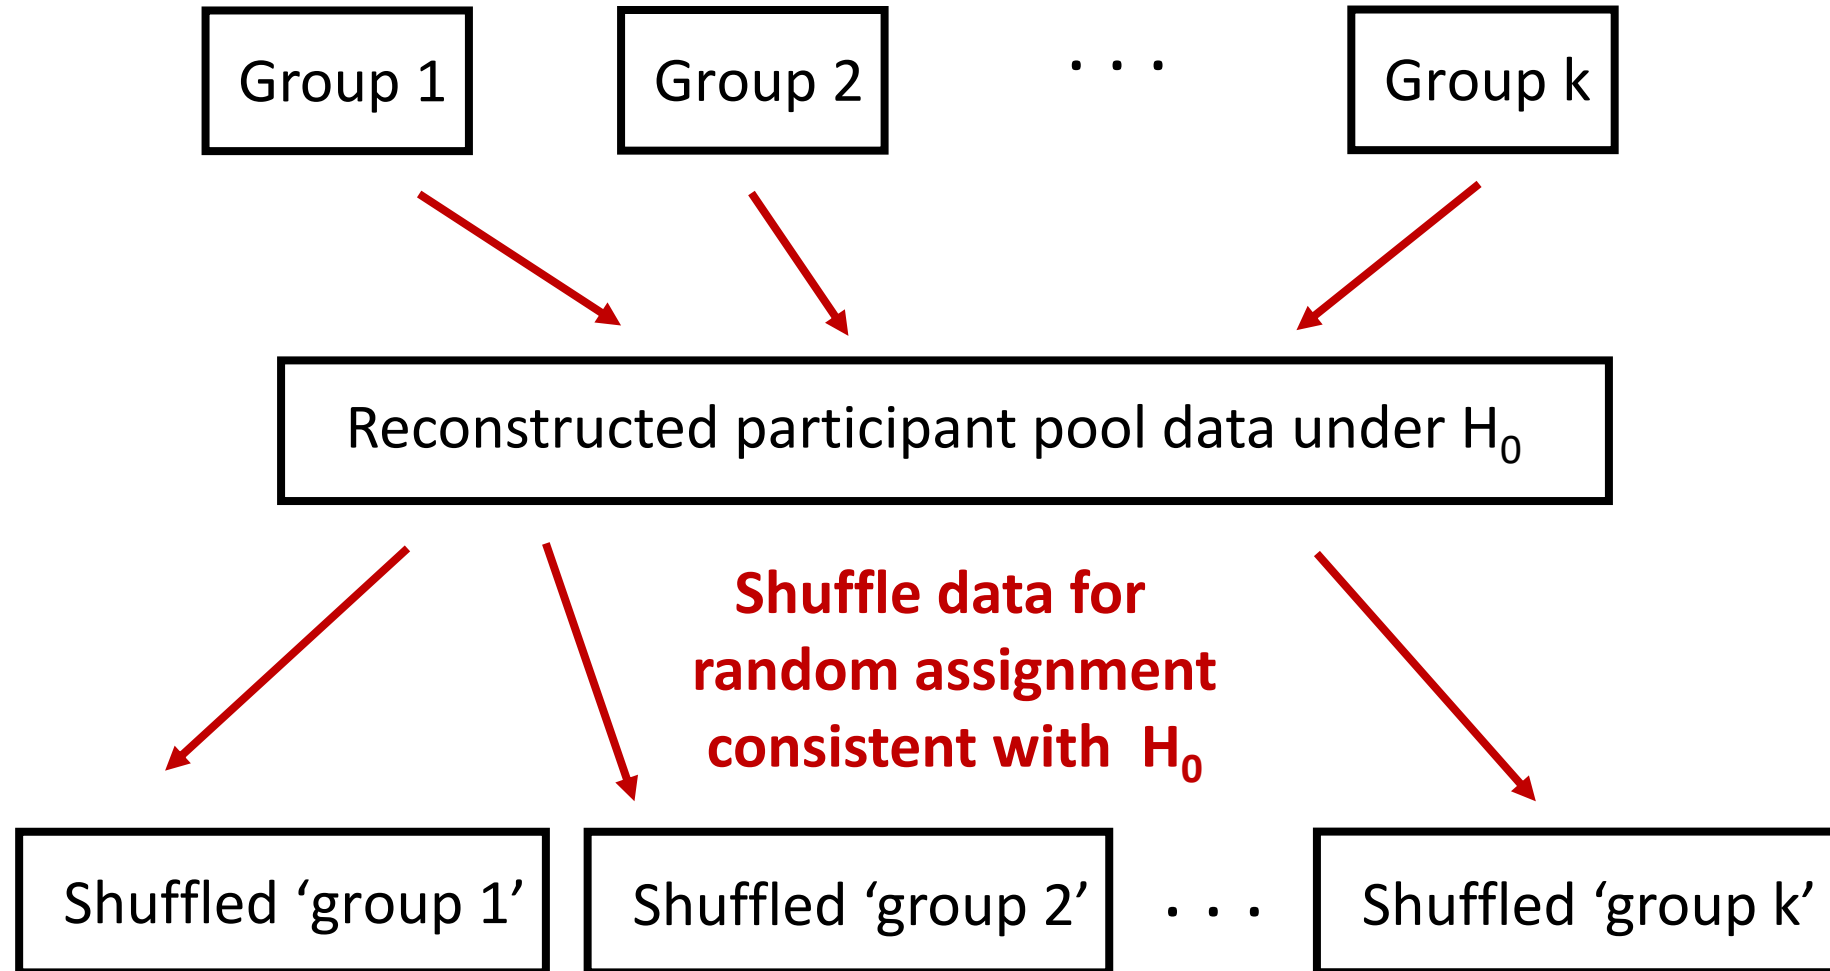 Group 1
Group 2
. . .
Group k
Reconstructed participant pool data under H₀
Shuffle data for
random assignment
consistent with H₀
Shuffled ‘group 1’
Shuffled ‘group 2’
. . .
Shuffled ‘group k’